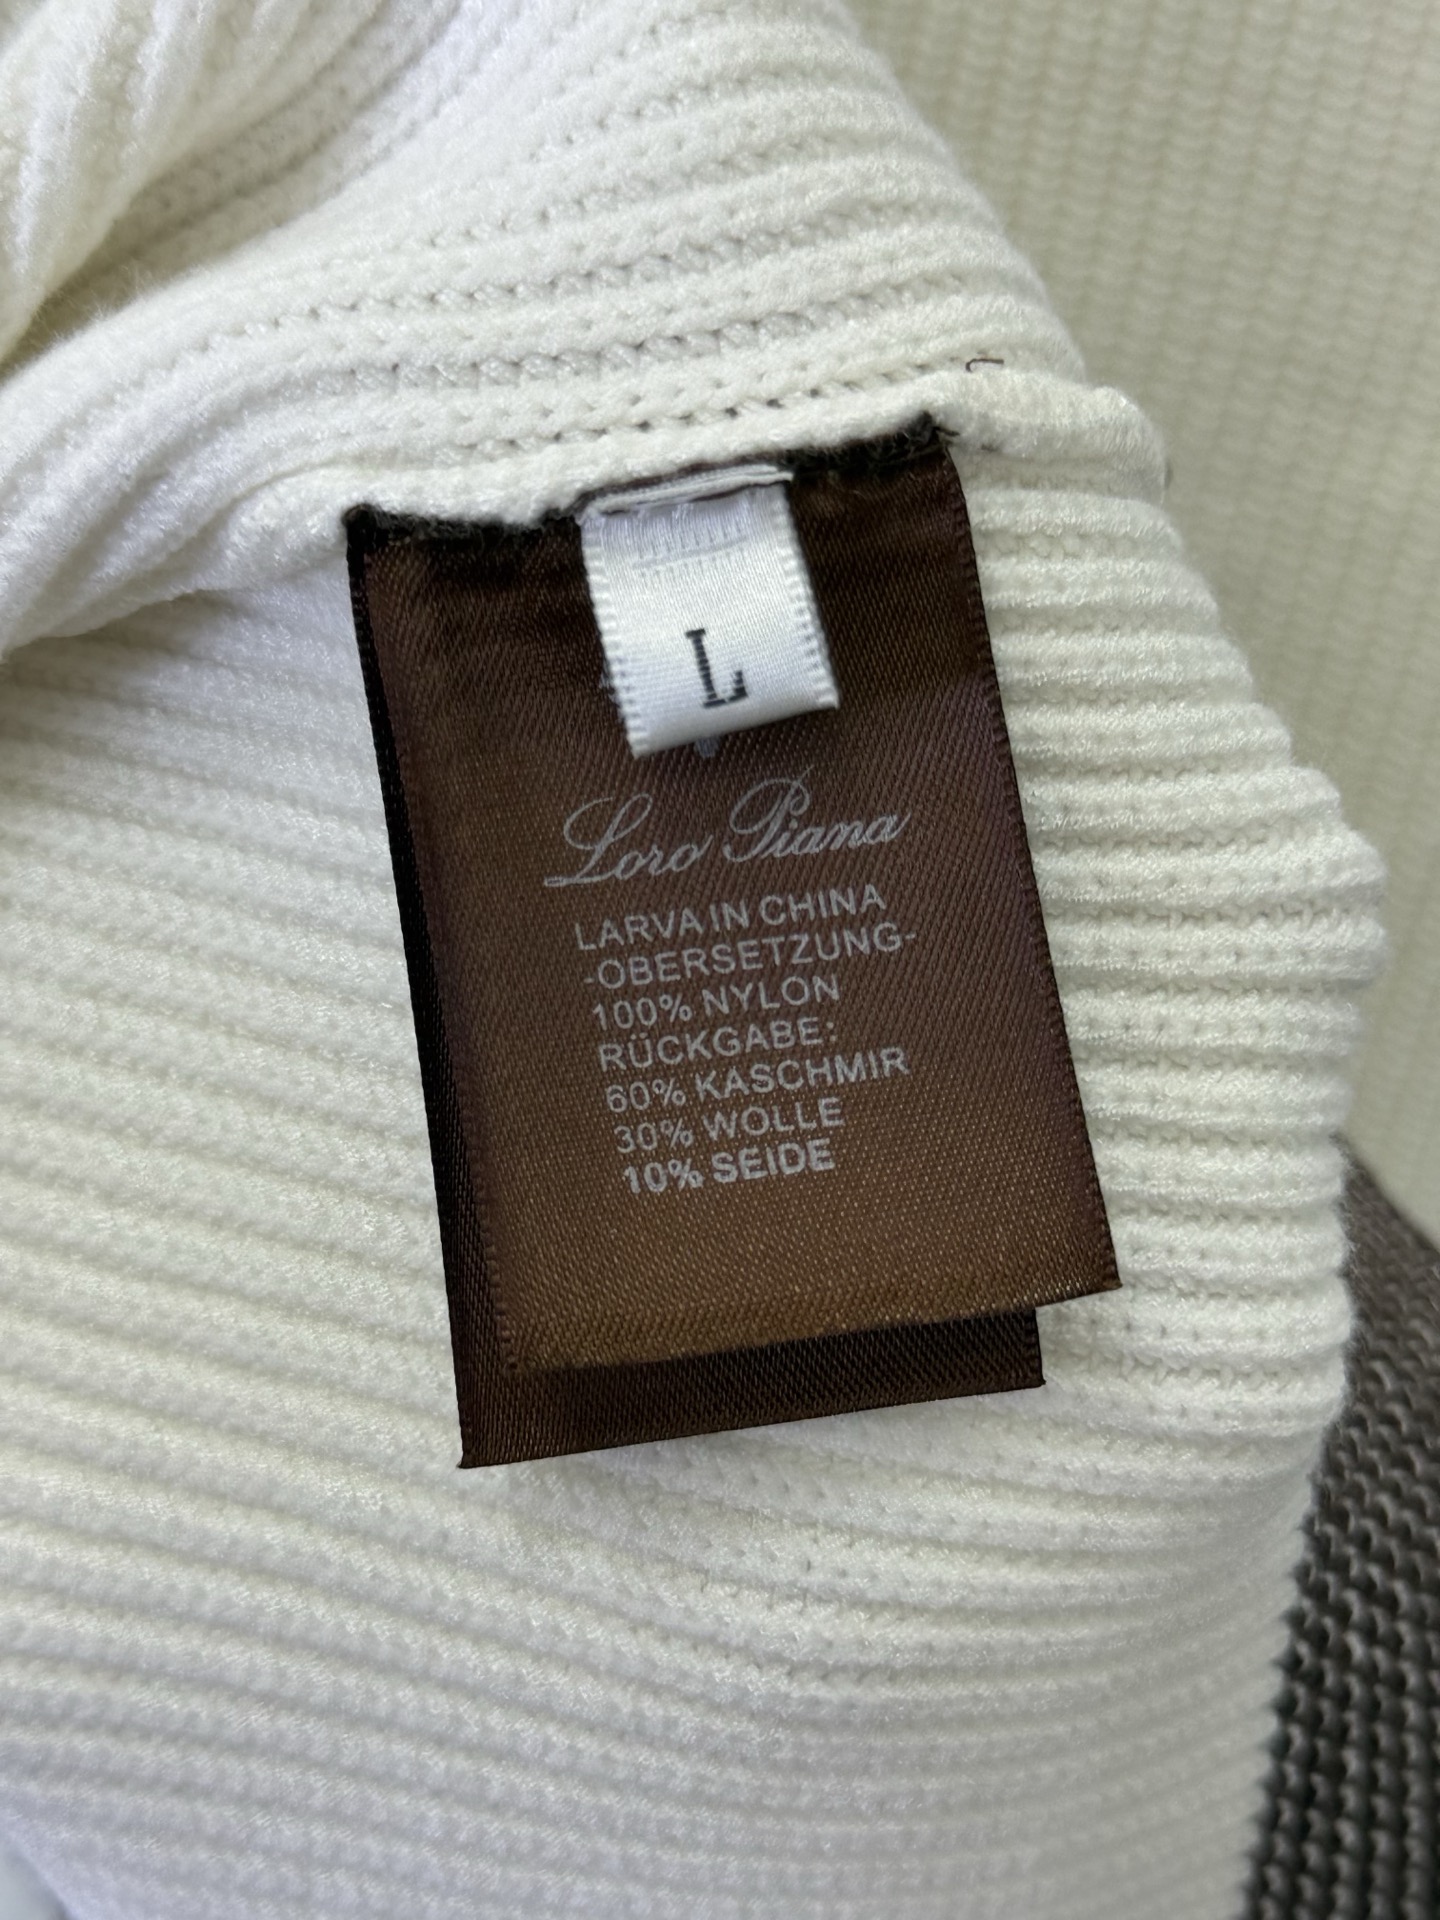 L
Loro Piana
LARVA IN CHINA
-OBERSETZUNG-
100% NYLON
RÜCKGABE:
60% KASCHMIR
30% WOLLE
10% SEIDE